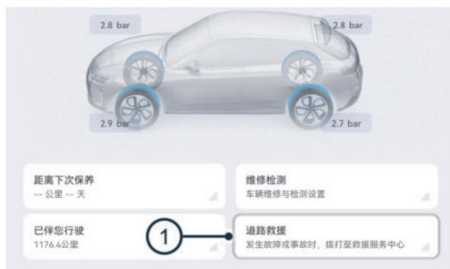 2.8 bar
2.8 bar
2.9 bar
2.7 bar
距离下次保养
-- 公里 -- 天
维修检测
车辆维修与检测设置
已伴您行驶
1176.4公里
1
道路救援
发生故障或事故时，拨打至救援服务中心